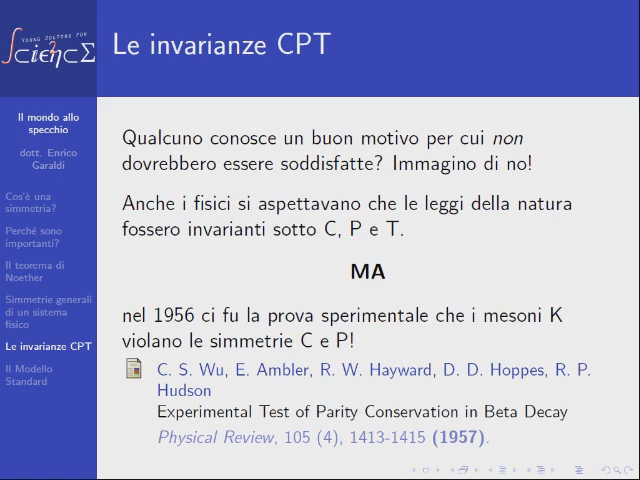 YOUNG DOCTORS FOR
Le invarianze CPT
Il mondo allo
specchio
dott. Enrico
Garaldi
Cos'è una
simmetria?
Perché sono
importanti?
Il teorema di
Noether
Simmetrie generali
di un sistema
fisico
Le invarianze CPT
Il Modello
Standard
Qualcuno conosce un buon motivo per cui non
dovrebbero essere soddisfatte? Immagino di no!
Anche i fisici si aspettavano che le leggi della natura
fossero invarianti sotto C, P e T.
MA
nel 1956 ci fu la prova sperimentale che i mesoni K
violano le simmetrie C e P!
C. S. Wu, E. Ambler, R. W. Hayward, D. D. Hoppes, R. P.
Hudson
Experimental Test of Parity Conservation in Beta Decay
Physical Review, 105 (4), 1413-1415 (1957).